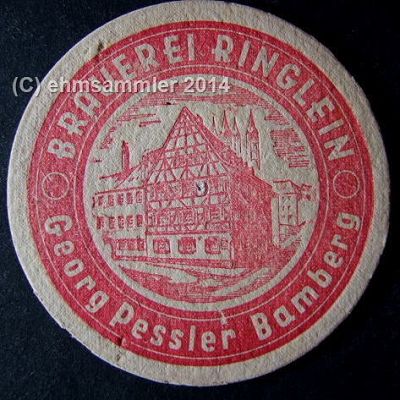 (C) ehmsammler 2014
BRAUEREI RINGLEIN
Georg Pessler Bamberg